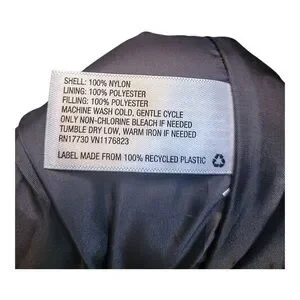 SHELL: 100% NYLON
LINING: 100% POLYESTER
FILLING: 100% POLYESTER
MACHINE WASH COLD, GENTLE CYCLE
ONLY NON-CHLORINE BLEACH IF NEEDED
TUMBLE DRY LOW, WARM IRON IF NEEDED
RN17730 VN1176823
LABEL MADE FROM 100% RECYCLED PLASTIC